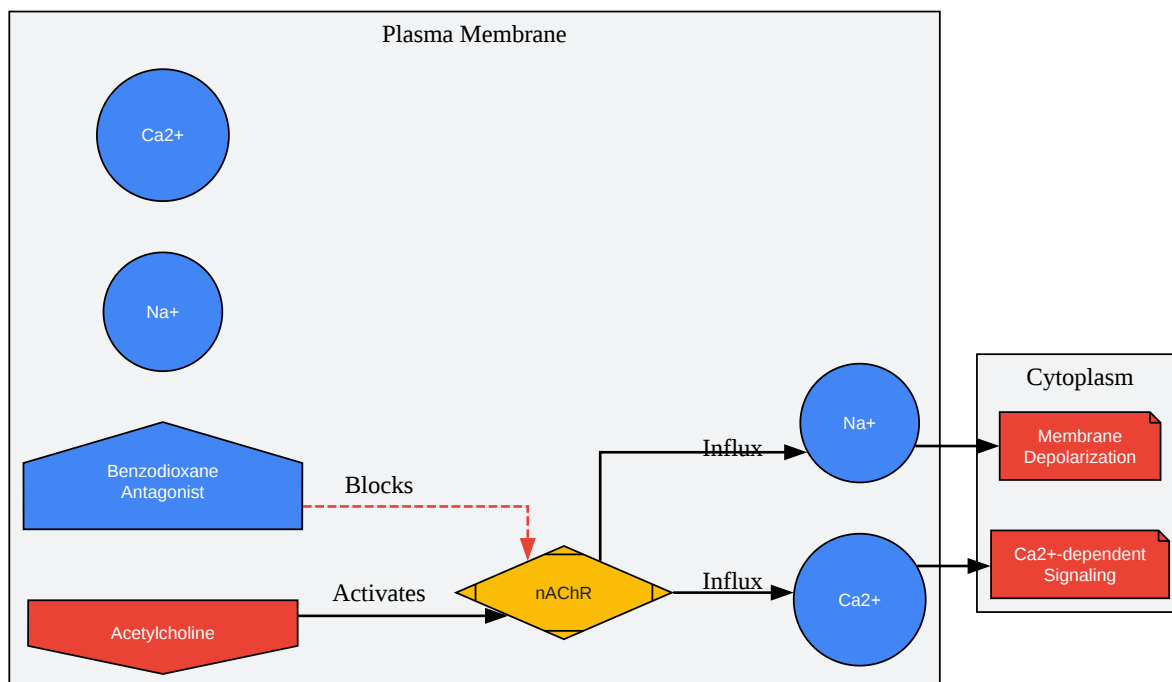 Plasma Membrane
Ca2+
Na+
Benzodioxane
Antagonist
Blocks
Acetylcholine
Activates
nAChR
Influx
Na+
Influx
Ca2+
Cytoplasm
Membrane
Depolarization
Ca2+-dependent
Signaling